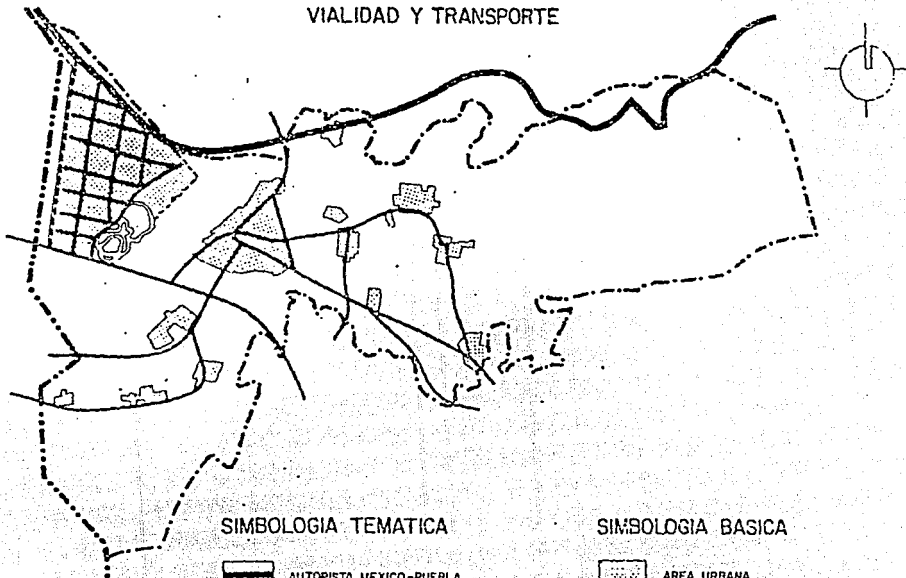 VIALIDAD Y TRANSPORTE
SIMBOLOGIA TEMATICA
SIMBOLOGIA BASICA
AUTOPISTA MEXICO-PUEBLA
AREA URBANA